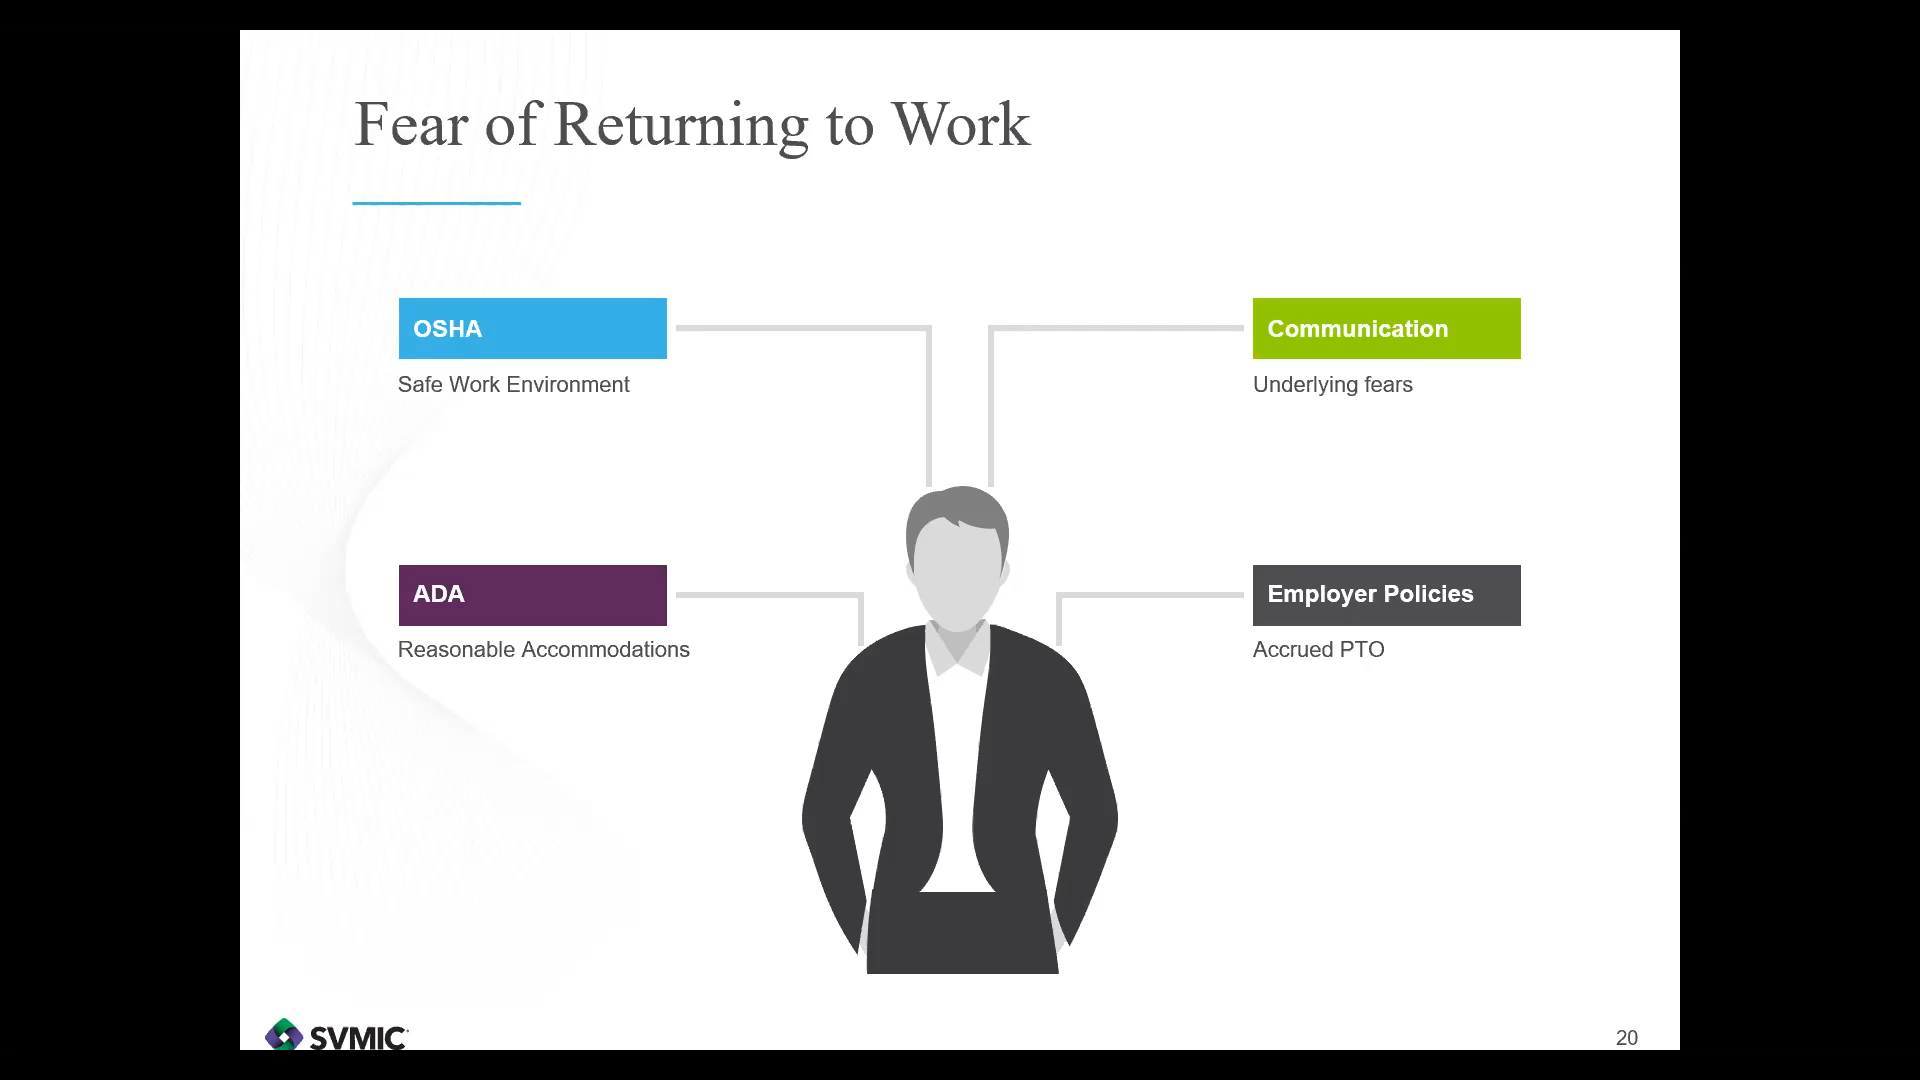 Fear of Returning to Work
OSHA
Safe Work Environment
Communication
Underlying fears
ADA
Reasonable Accommodations
Employer Policies
Accrued PTO
SVMIC
20